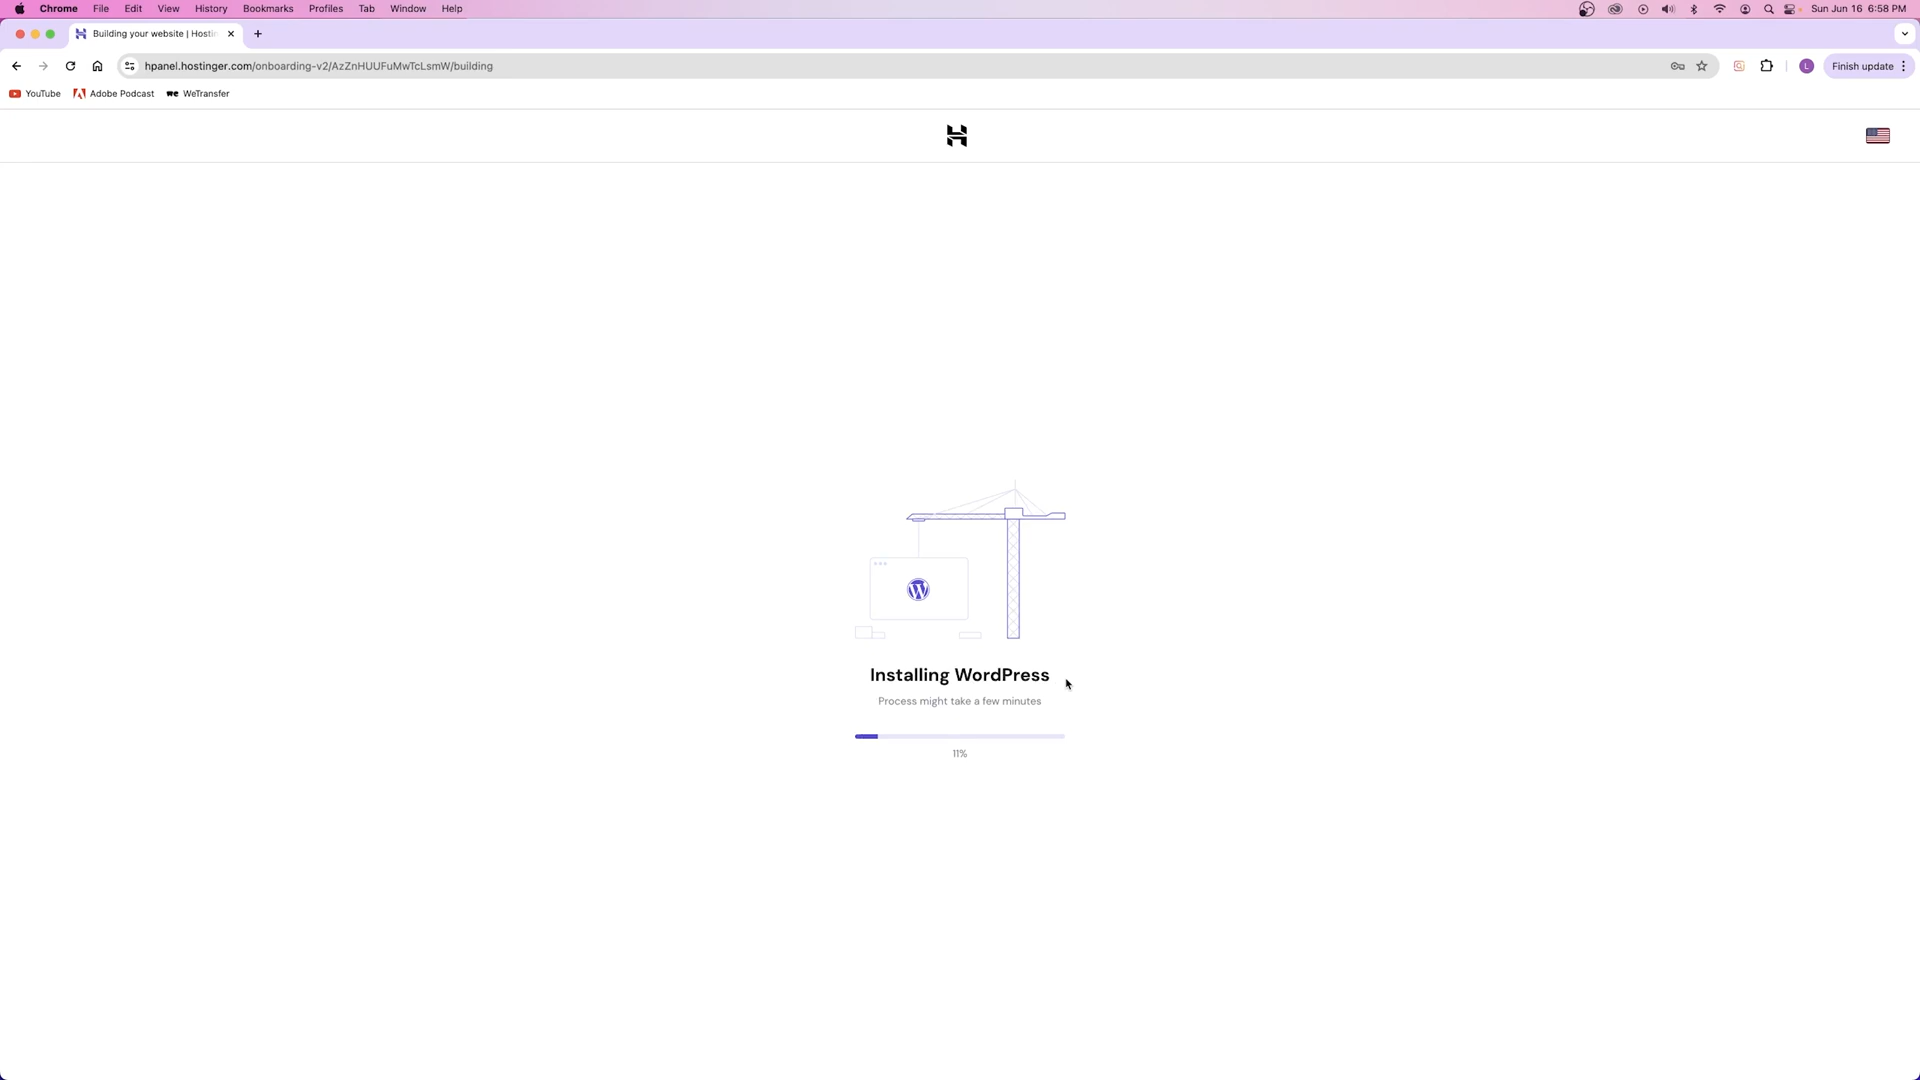 Chrome File Edit View History Bookmarks Profiles Tab Window Help Sun Jun 16 6:58 PM
Building your website | Hostin
hpanel.hostinger.com/onboarding-v2/AzZnHUUFuMwTcLsmW/building L Finish update
YouTube Adobe Podcast WeTransfer
Installing WordPress
Process might take a few minutes
11%